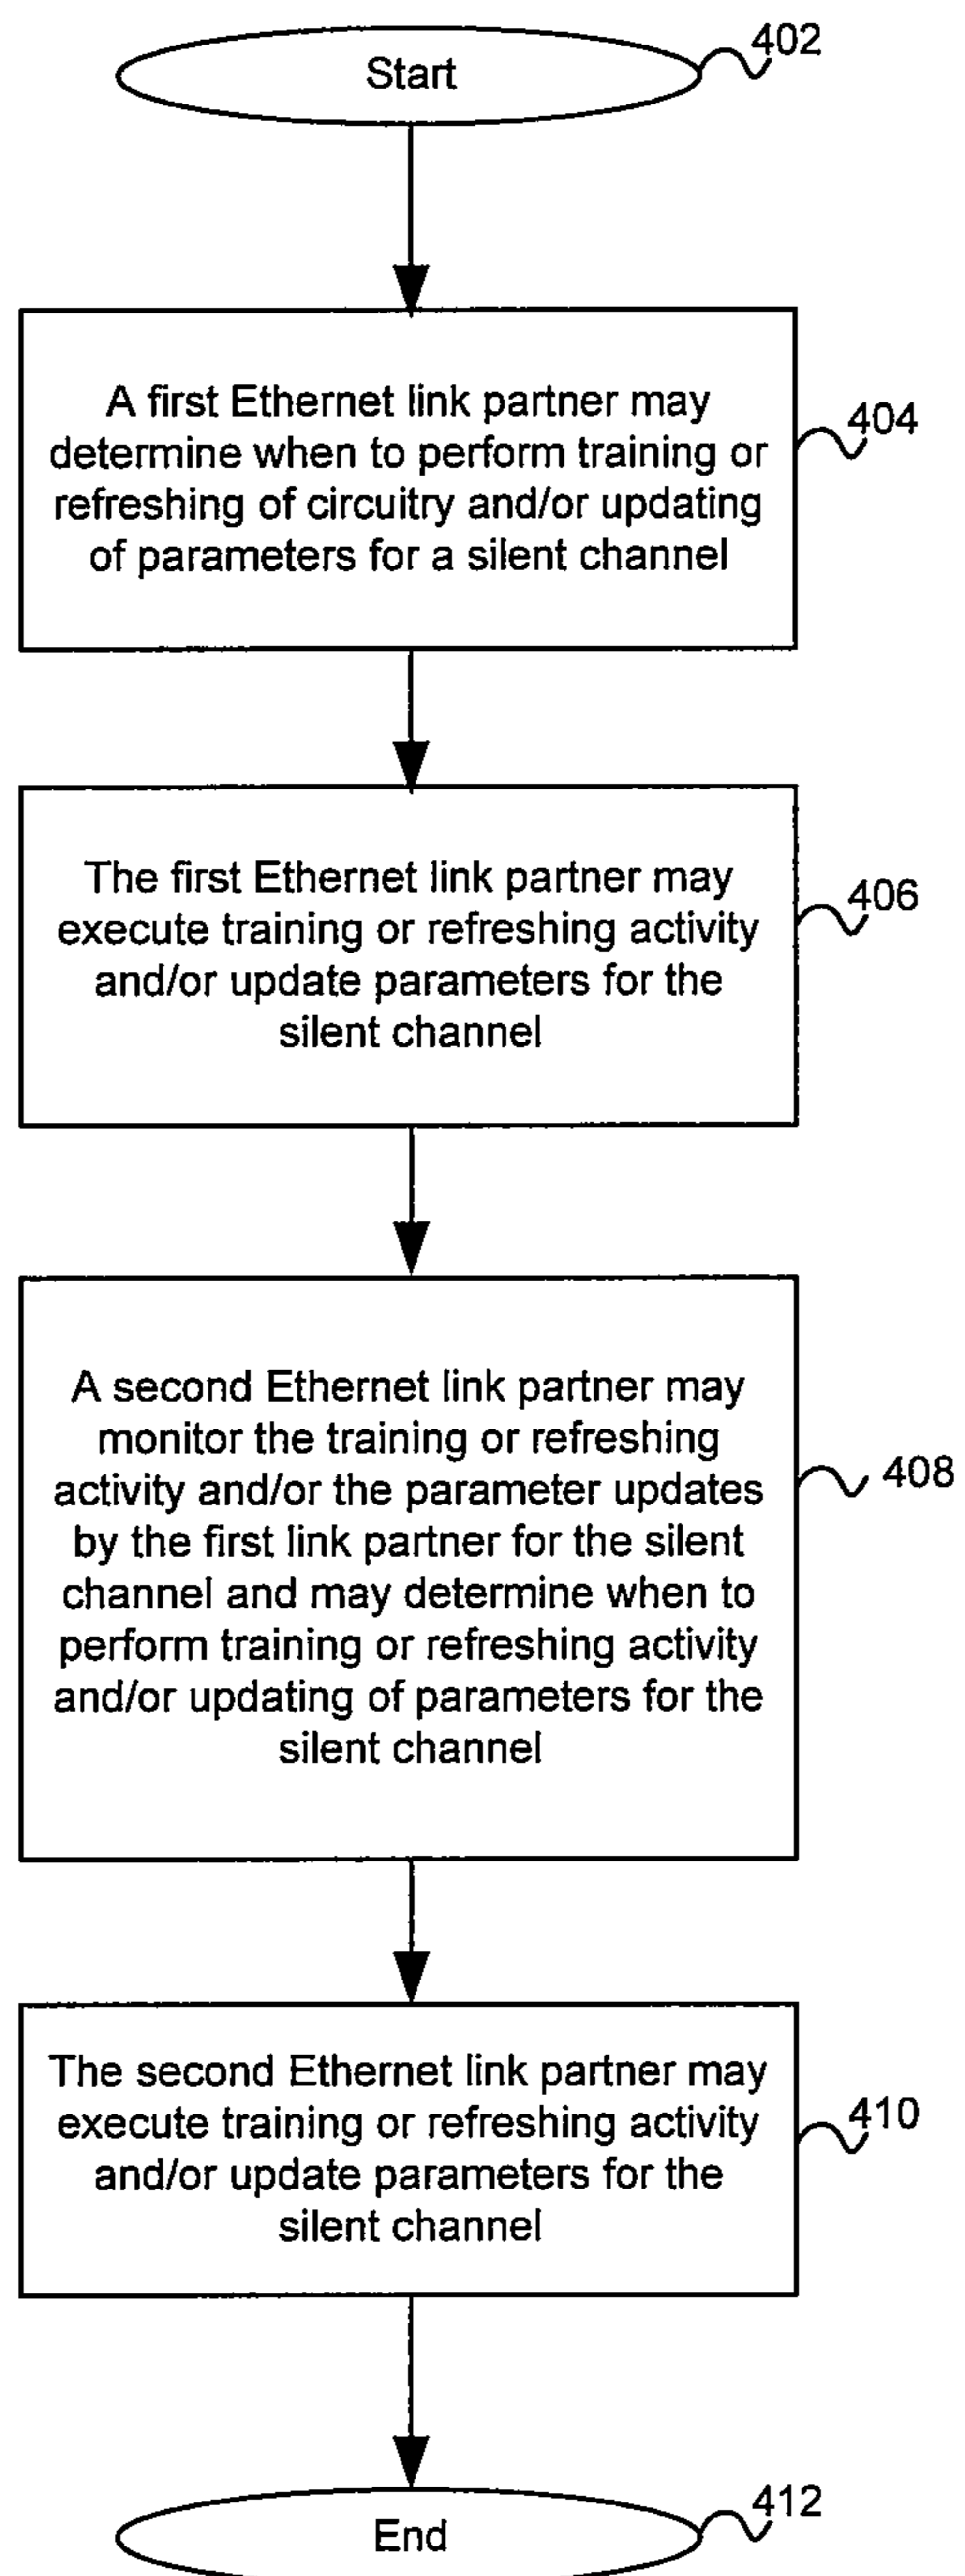 Start
402
A first Ethernet link partner may
determine when to perform training or
refreshing of circuitry and/or updating
of parameters for a silent channel
404
The first Ethernet link partner may
execute training or refreshing activity
and/or update parameters for the
silent channel
406
A second Ethernet link partner may
monitor the training or refreshing
activity and/or the parameter updates
by the first link partner for the silent
channel and may determine when to
perform training or refreshing activity
and/or updating of parameters for the
silent channel
408
The second Ethernet link partner may
execute training or refreshing activity
and/or update parameters for the
silent channel
410
End
412